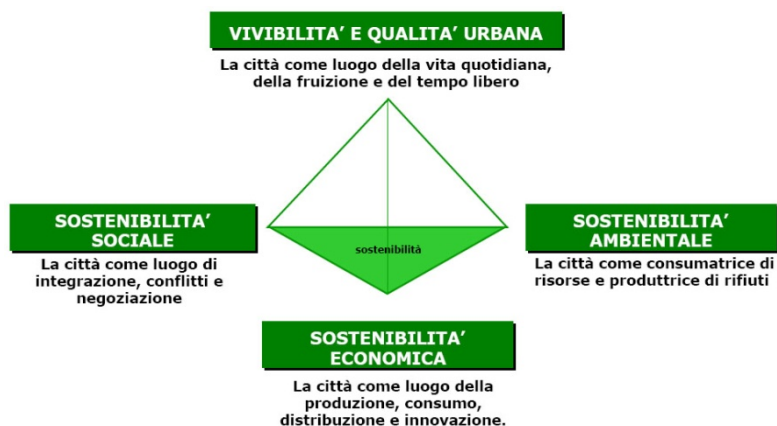 VIVIBILITA’ E QUALITA’ URBANA
La città come luogo della vita quotidiana,
della fruizione e del tempo libero
SOSTENIBILITA’
SOCIALE
La città come luogo di
integrazione, conflitti e
negoziazione
sostenibilità
SOSTENIBILITA’
AMBIENTALE
La città come consumatrice di
risorse e produttrice di rifiuti
SOSTENIBILITA’
ECONOMICA
La città come luogo della
produzione, consumo,
distribuzione e innovazione.